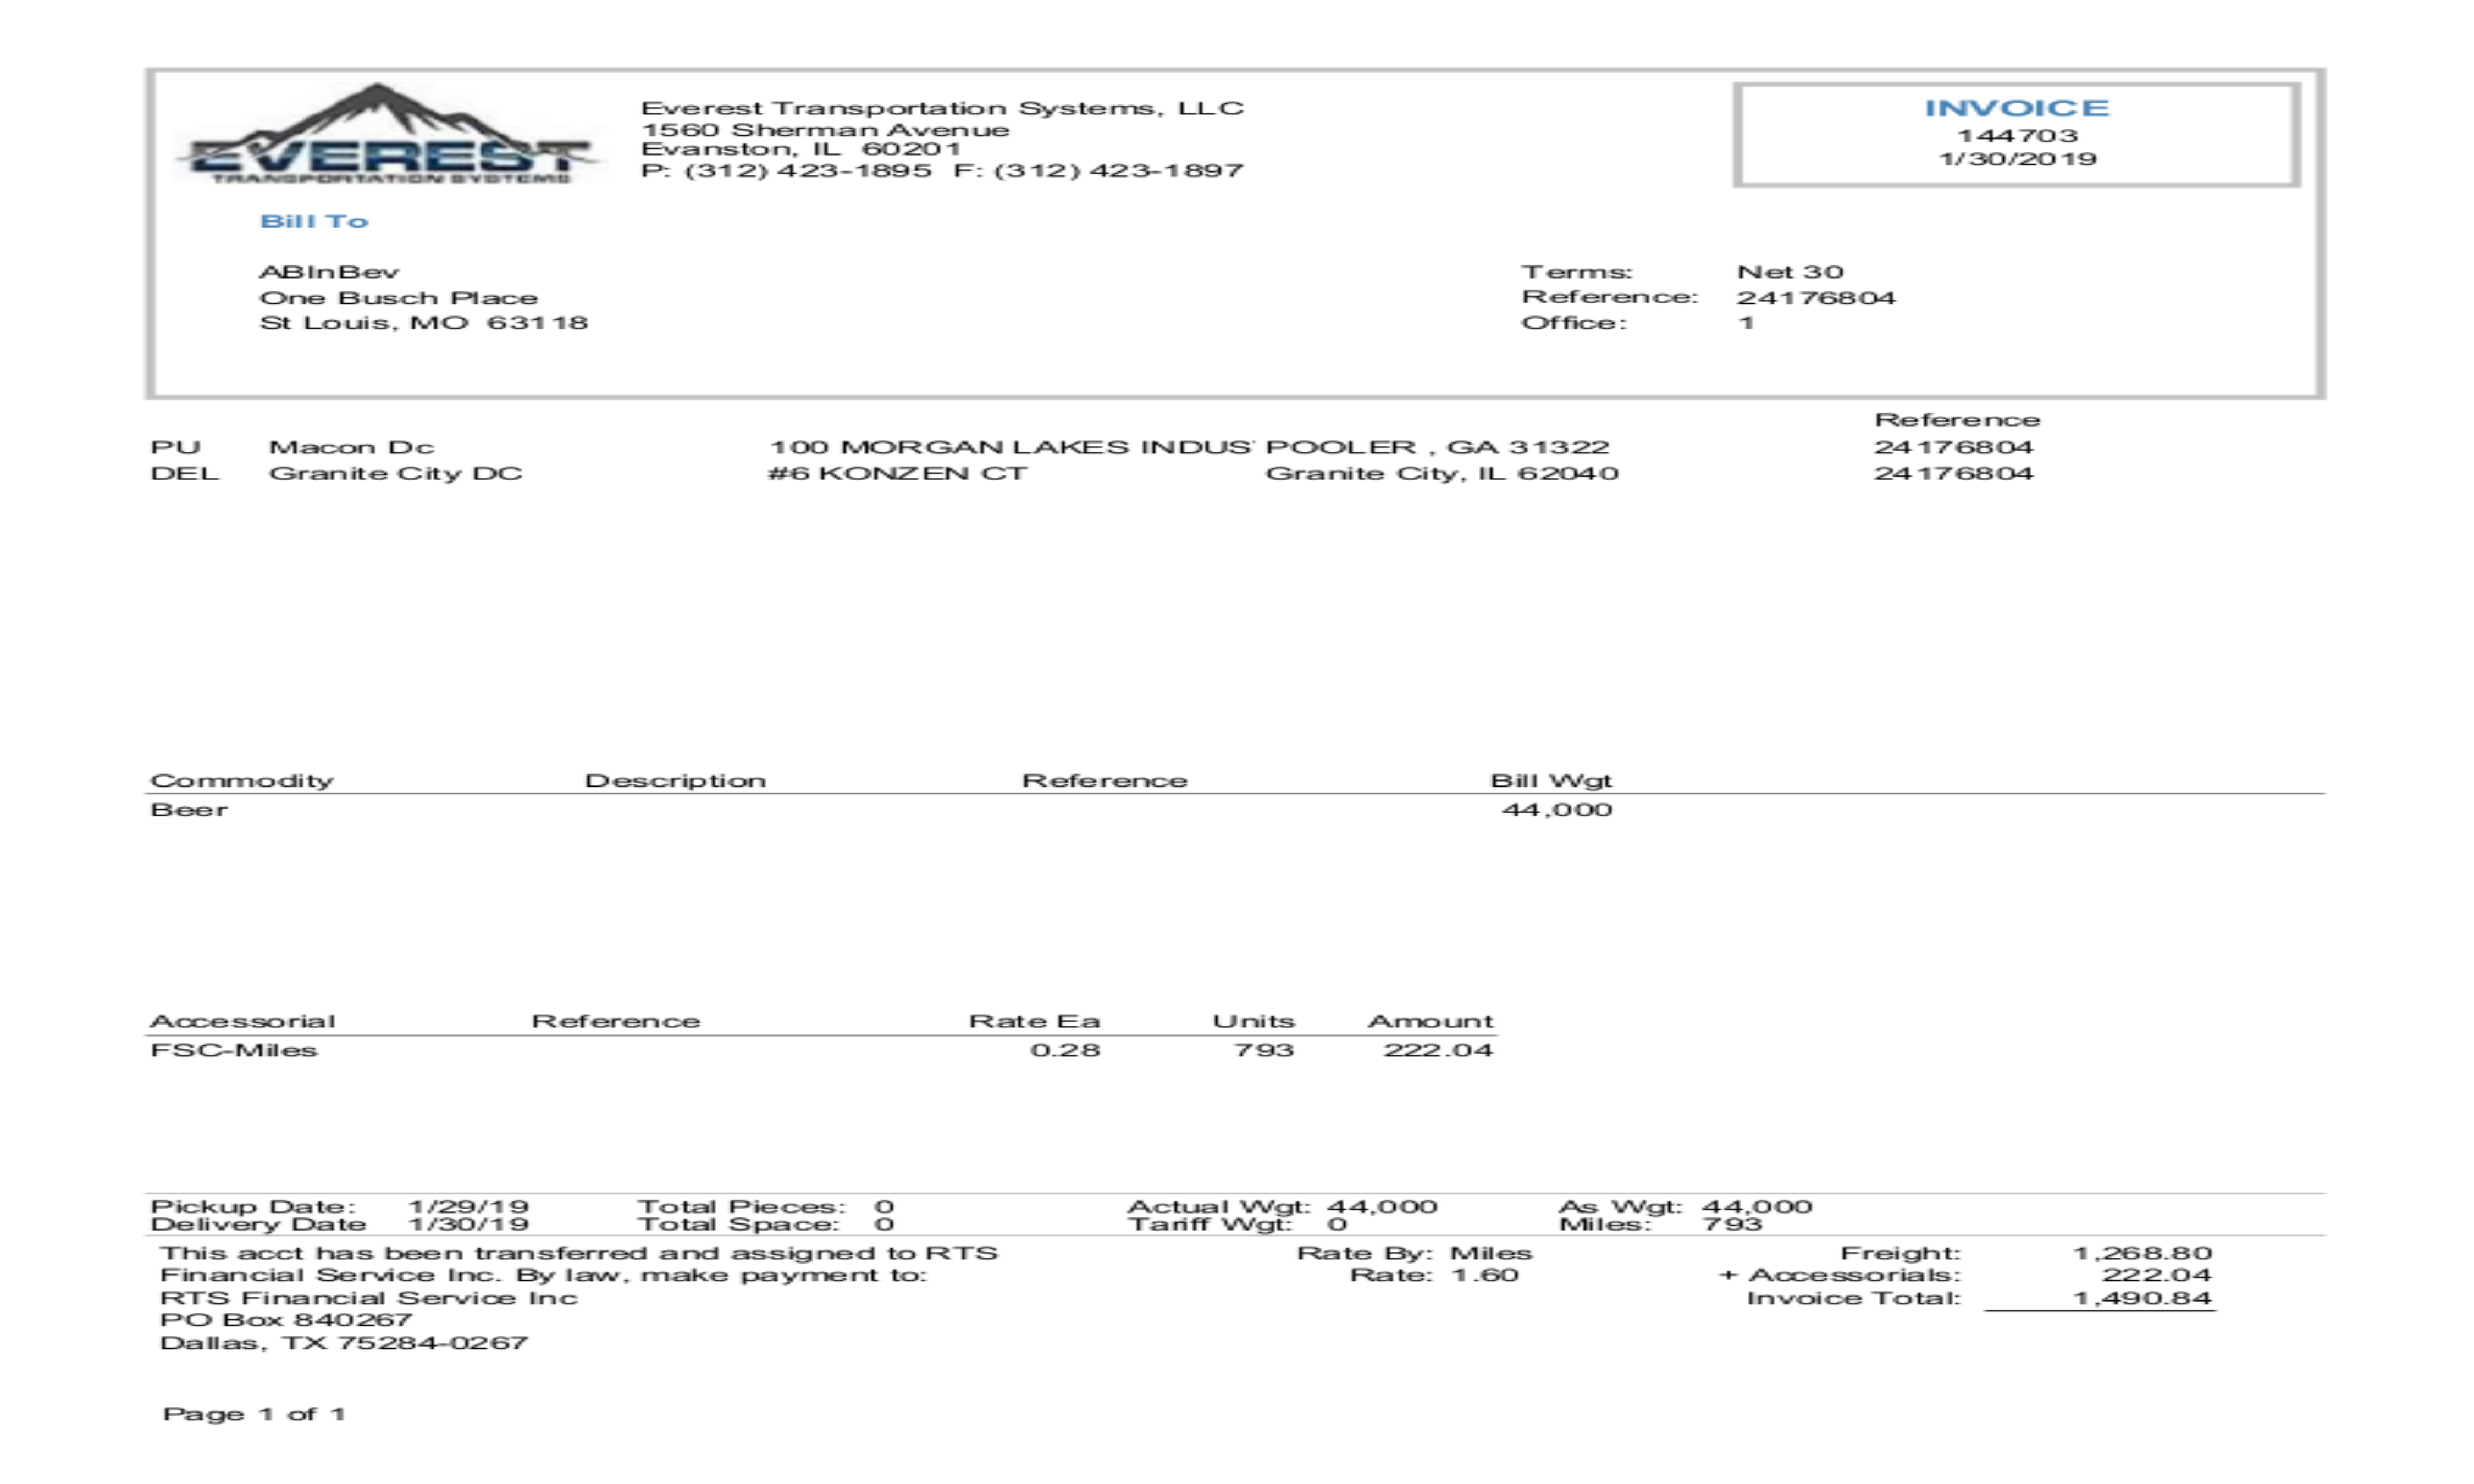 EVEREST
TRANSPORTATION SYSTEMS
Everest Transportation Systems, LLC
1560 Sherman Avenue
Evanston, IL 60201
P: (312) 423-1895 F: (312) 423-1897
INVOICE
144703
1/30/2019
Bill To
ABInBev
One Busch Place
St Louis, MO 63118
Terms: Net 30
Reference: 24176804
Office: 1
Reference
PU Macon Dc 100 MORGAN LAKES INDUS POOLER , GA 31322 24176804
DEL Granite City DC #6 KONZEN CT Granite City, IL 62040 24176804
Commodity Description Reference Bill Wgt
Beer 44,000
Accessorial Reference Rate Ea Units Amount
FSC-Miles 0.28 793 222.04
Pickup Date: 1/29/19 Total Pieces: 0 Actual Wgt: 44,000 As Wgt: 44,000
Delivery Date 1/30/19 Total Space: 0 Tariff Wgt: 0 Miles: 793
This acct has been transferred and assigned to RTS
Financial Service Inc. By law, make payment to:
RTS Financial Service Inc
PO Box 840267
Dallas, TX 75284-0267
Rate By: Miles
Rate: 1.60
Freight: 1,268.80
+ Accessorials: 222.04
Invoice Total: 1,490.84
Page 1 of 1